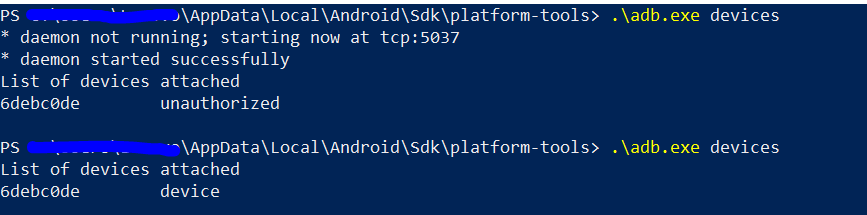 PS \AppData\Local\Android\Sdk\platform-tools> .\adb.exe devices
* daemon not running; starting now at tcp:5037
* daemon started successfully
List of devices attached
6debc0de unauthorized
PS \AppData\Local\Android\Sdk\platform-tools> .\adb.exe devices
List of devices attached
6debc0de device